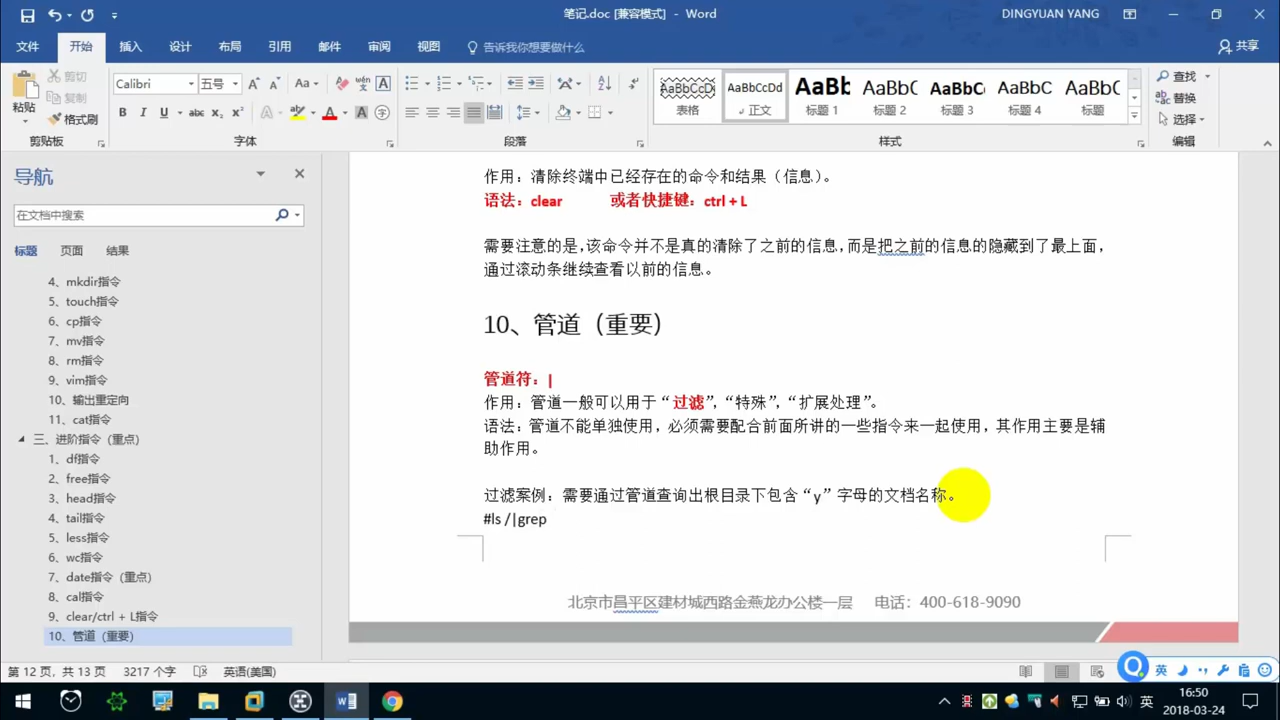 笔记.doc [兼容模式] - Word
DINGYUAN YANG
文件 开始 插入 设计 布局 引用 邮件 审阅 视图 告诉我你想要做什么 共享
粘贴
剪切
复制
格式刷
剪贴板
Calibri 五号
字体
段落
AaBbCcDd 表格
AaBbCcDd 正文
AaBb 标题 1
AaBbC 标题 2
AaBbC 标题 3
AaBbC 标题 4
AaBbC 标题
样式
查找
替换
选择
编辑
导航
在文档中搜索
标题 页面 结果
4、mkdir指令
5、touch指令
6、cp指令
7、mv指令
8、rm指令
9、vim指令
10、输出重定向
11、cat指令
三、进阶指令（重点）
1、df指令
2、free指令
3、head指令
4、tail指令
5、less指令
6、wc指令
7、date指令（重点）
8、cal指令
9、clear/ctrl + L指令
10、管道（重要）
作用：清除终端中已经存在的命令和结果（信息）。
语法：clear 或者快捷键：ctrl + L
需要注意的是，该命令并不是真的清除了之前的信息，而是把之前的信息的隐藏到了最上面，
通过滚动条继续查看以前的信息。
10、管道（重要）
管道符：|
作用：管道一般可以用于“过滤”，“特殊”，“扩展处理”。
语法：管道不能单独使用，必须需要配合前面所讲的一些指令来一起使用，其作用主要是辅
助作用。
过滤案例：需要通过管道查询出根目录下包含“y”字母的文档名称。
#ls /|grep
北京市昌平区建材城西路金燕龙办公楼一层 电话：400-618-9090
第 12 页，共 13 页 3217 个字 英语(美国)
英
英
16:50
2018-03-24